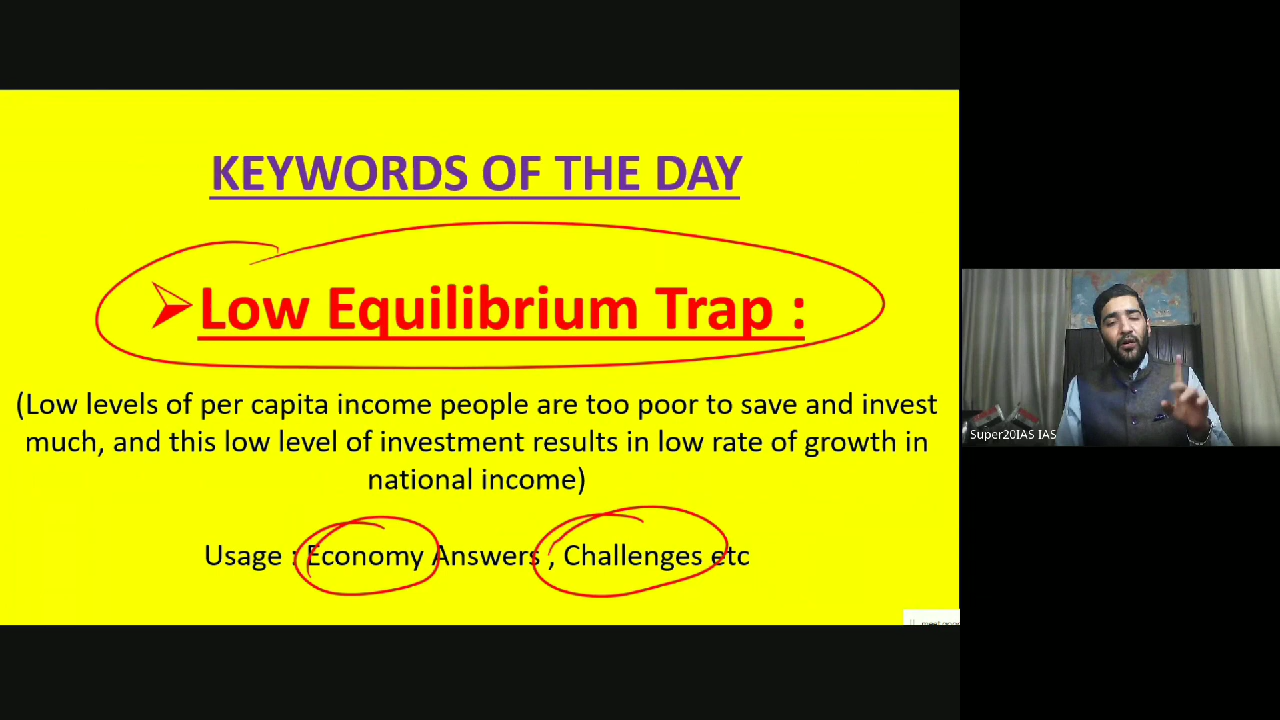 KEYWORDS OF THE DAY
Low Equilibrium Trap :
(Low levels of per capita income people are too poor to save and invest
much, and this low level of investment results in low rate of growth in
national income)
Usage : Economy Answers , Challenges etc
Super20IAS IAS